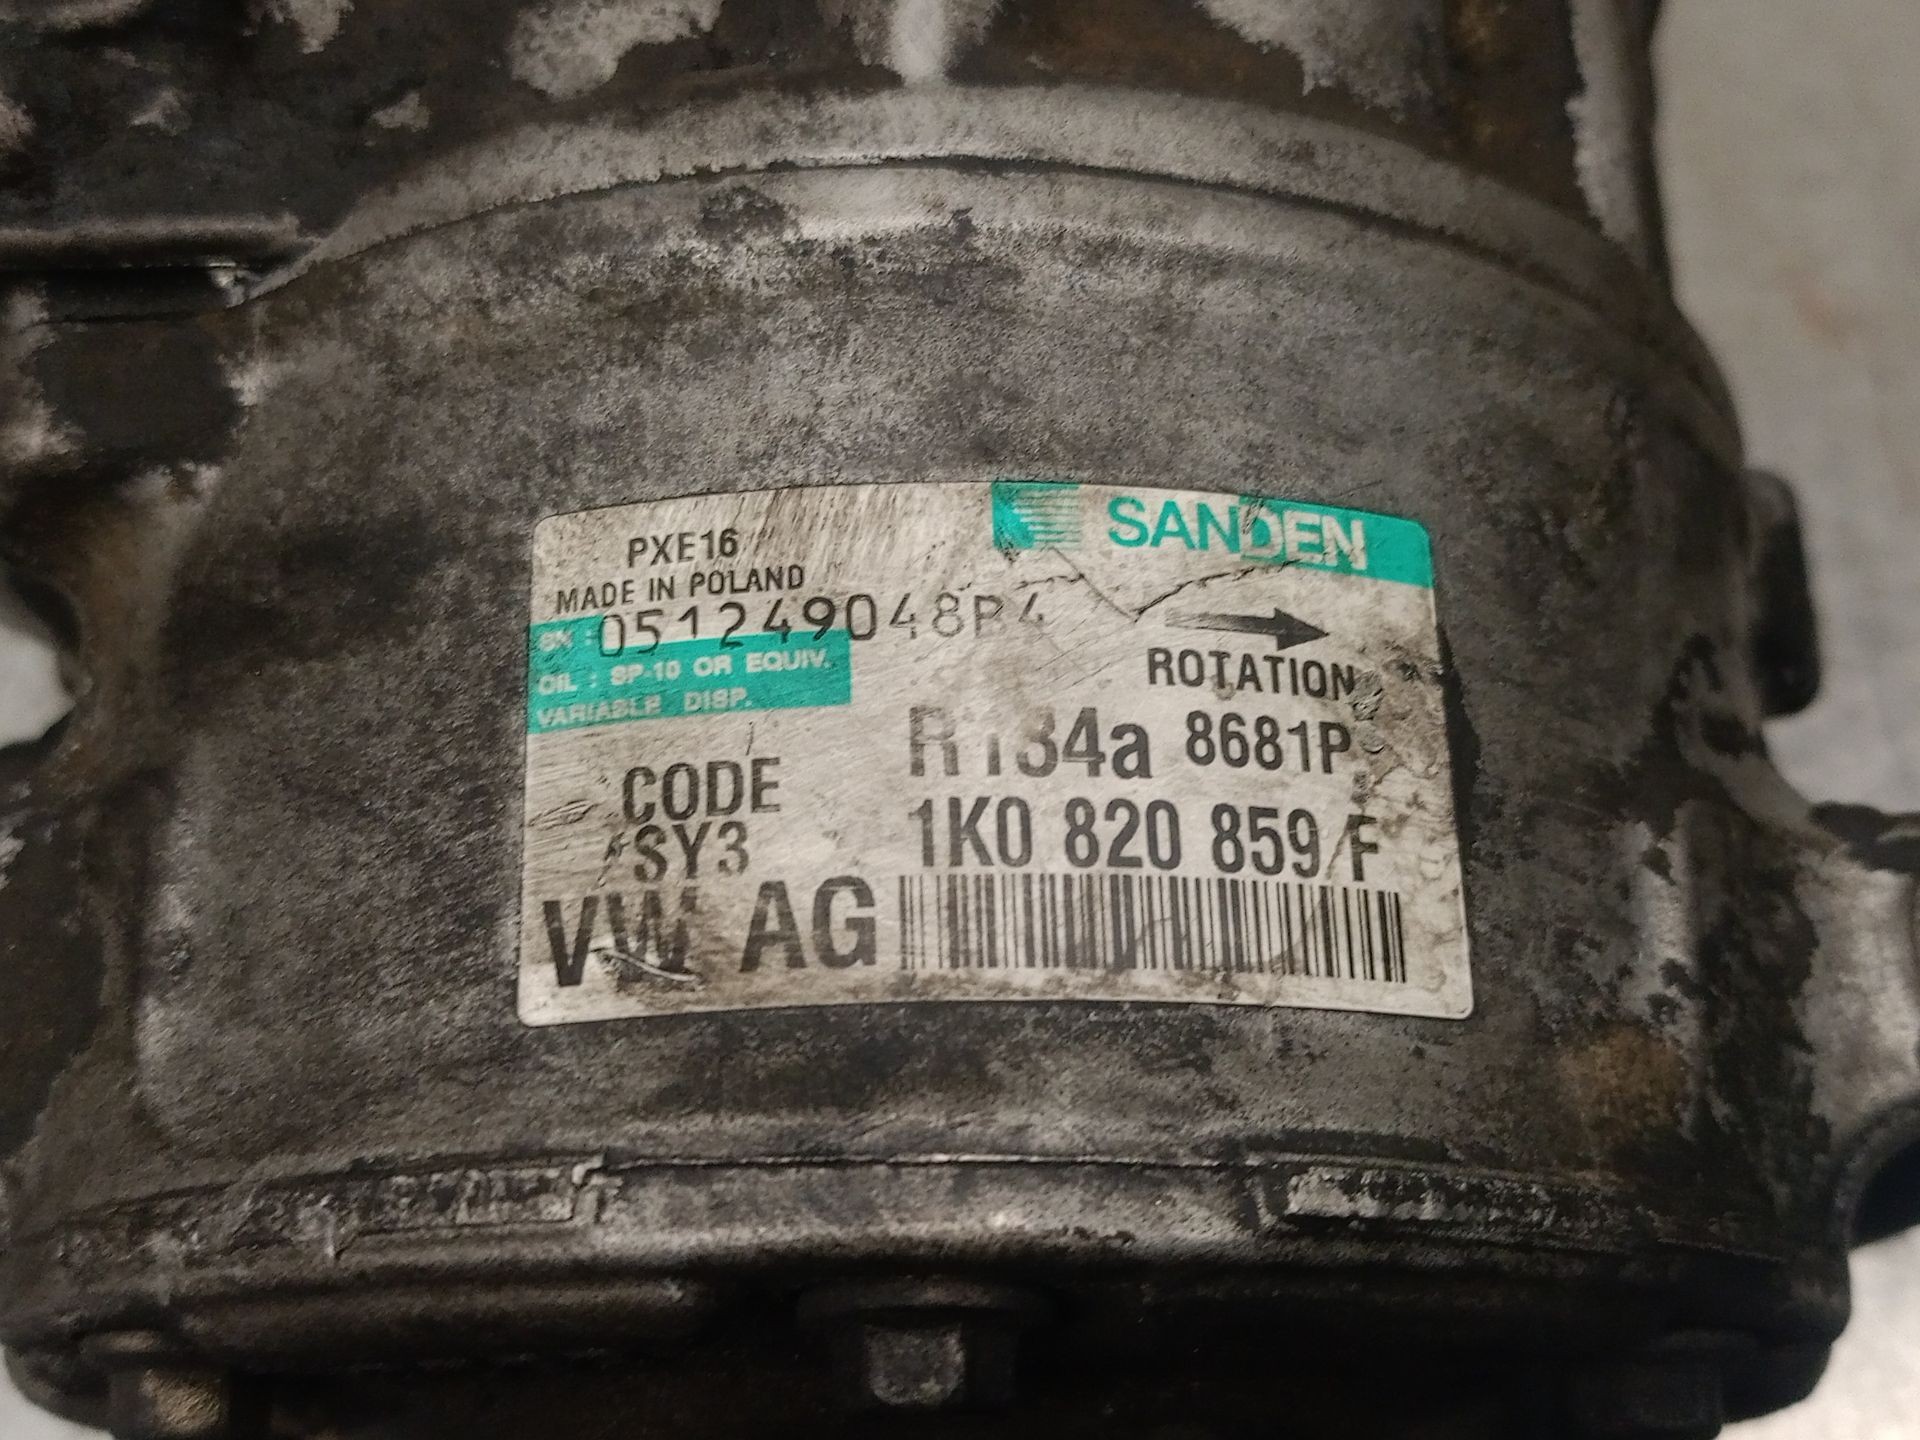 SANDEN
PXE16
MADE IN POLAND
SN : 051249048P4
OIL : SP-10 OR EQUIV.
VARIABLE DISP.
ROTATION
R134a 8681P
CODE
SY3
1K0 820 859 F
VW AG